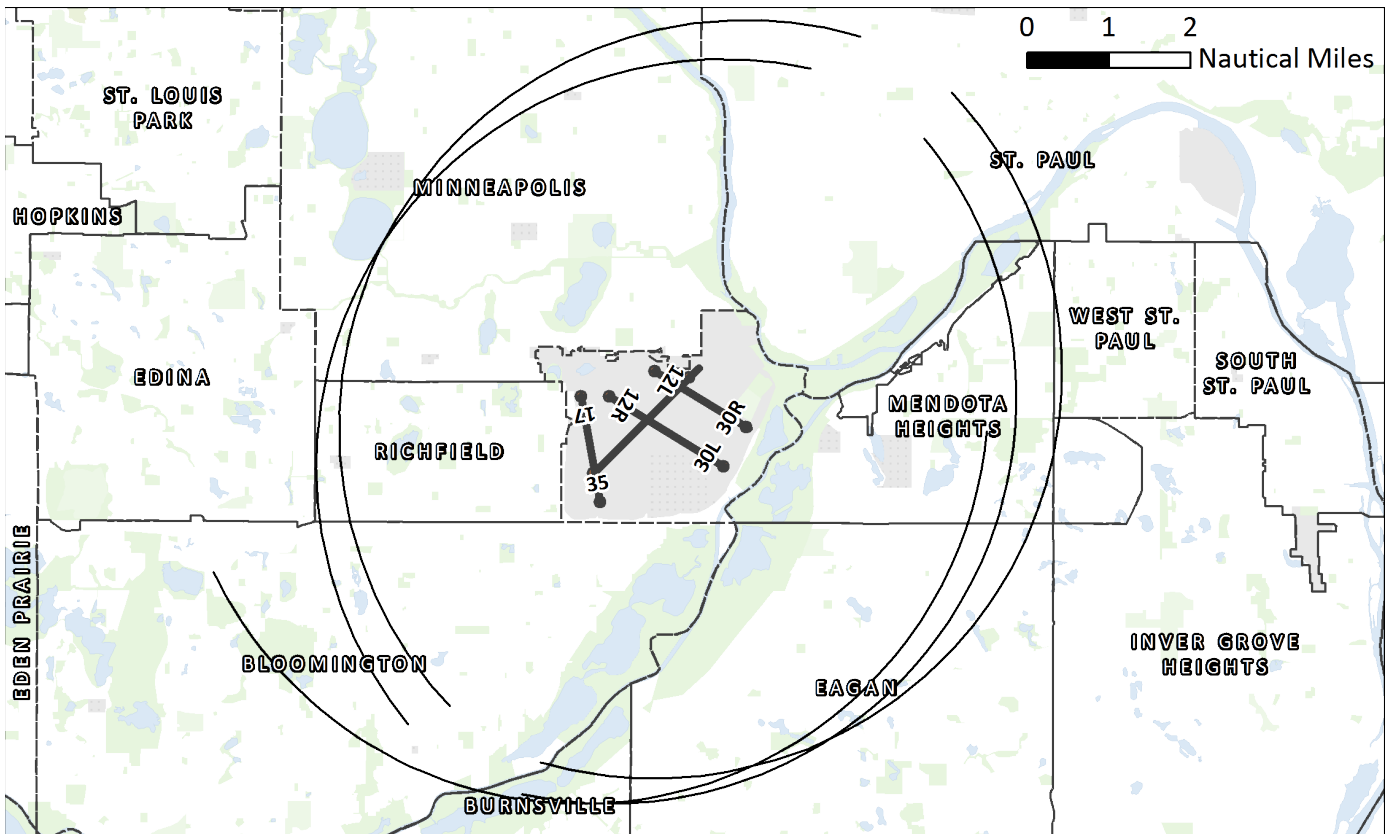 0 1 2
Nautical Miles
ST. LOUIS
PARK
ST. PAUL
MINNEAPOLIS
HOPKINS
WEST ST.
PAUL
SOUTH
ST. PAUL
EDINA
12L
17
12R
30R
MENDOTA
HEIGHTS
RICHFIELD
30L
35
EDEN PRAIRIE
BLOOMINGTON
INVER GROVE
HEIGHTS
EAGAN
BURNSVILLE